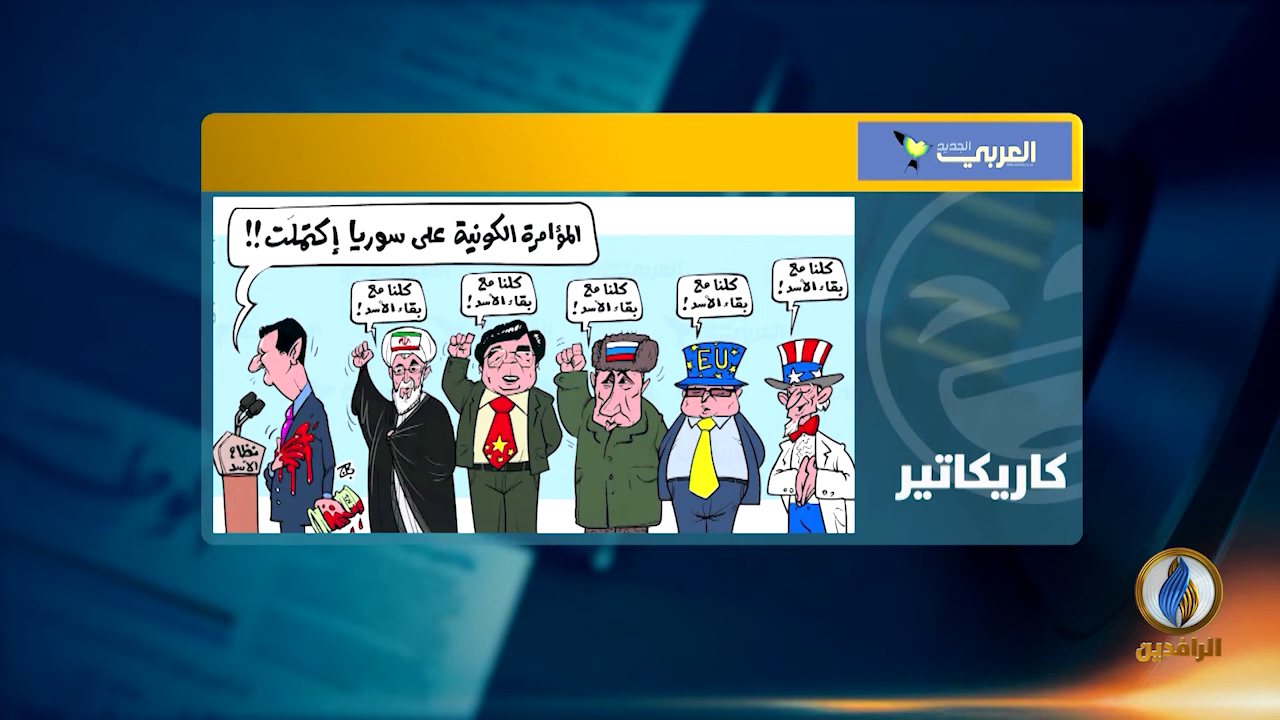 العربي الجديد
المؤامرة الكونية على سوريا إكتملَت!!
كلنا مع
بقاء الأسد!
كلنا مع
بقاء الأسد!
كلنا مع
بقاء الأسد!
كلنا مع
بقاء الأسد!
كلنا مع
بقاء الأسد!
EU
نظام
الأسد
كاريكاتير
الرافدين